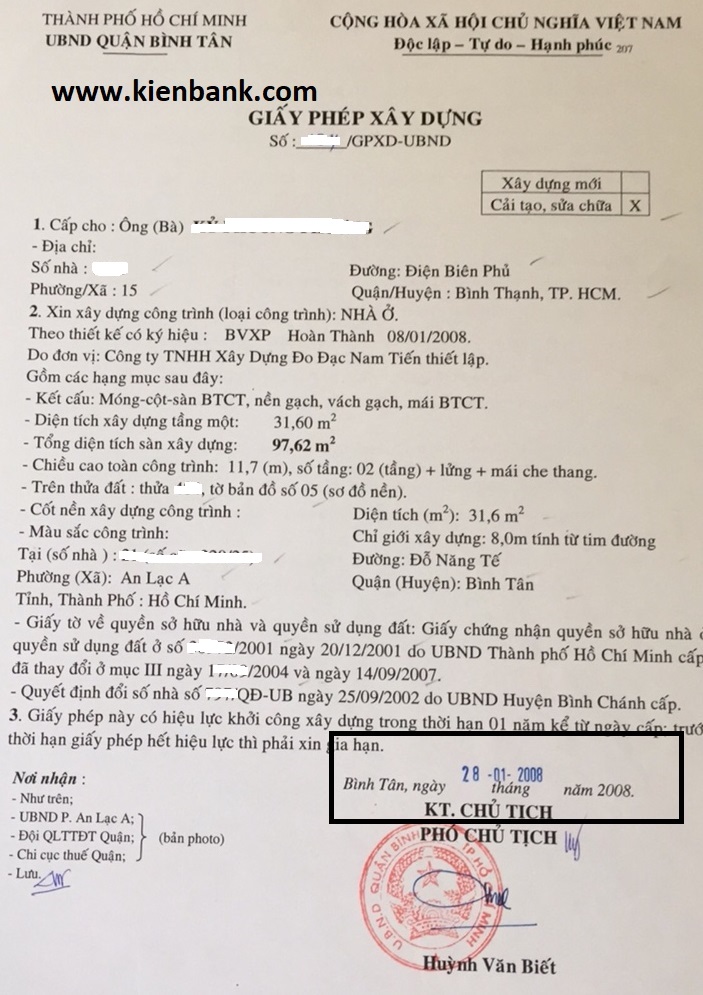 THÀNH PHỐ HỒ CHÍ MINH
UBND QUẬN BÌNH TÂN
CỘNG HÒA XÃ HỘI CHỦ NGHĨA VIỆT NAM
Độc lập – Tự do – Hạnh phúc 207
www.kienbank.com
GIẤY PHÉP XÂY DỰNG
Số : /GPXD-UBND
Xây dựng mới
Cải tạo, sửa chữa X
1. Cấp cho : Ông (Bà)
- Địa chỉ:
Số nhà : Đường: Điện Biên Phủ
Phường/Xã : 15 Quận/Huyện : Bình Thạnh, TP. HCM.
2. Xin xây dựng công trình (loại công trình): NHÀ Ở.
Theo thiết kế có ký hiệu : BVXP Hoàn Thành 08/01/2008.
Do đơn vị: Công ty TNHH Xây Dựng Đo Đạc Nam Tiến thiết lập.
Gồm các hạng mục sau đây:
- Kết cấu: Móng-cột-sàn BTCT, nền gạch, vách gạch, mái BTCT.
- Diện tích xây dựng tầng một: 31,60 m²
- Tổng diện tích sàn xây dựng: 97,62 m²
- Chiều cao toàn công trình: 11,7 (m), số tầng: 02 (tầng) + lửng + mái che thang.
- Trên thửa đất : thửa , tờ bản đồ số 05 (sơ đồ nền).
- Cốt nền xây dựng công trình : Diện tích (m²): 31,6 m²
- Màu sắc công trình: Chỉ giới xây dựng: 8,0m tính từ tim đường
Tại (số nhà ) : Đường: Đỗ Năng Tế
Phường (Xã): An Lạc A Quận (Huyện): Bình Tân
Tỉnh, Thành Phố : Hồ Chí Minh.
- Giấy tờ về quyền sở hữu nhà và quyền sử dụng đất: Giấy chứng nhận quyền sở hữu nhà
quyền sử dụng đất ở số /2001 ngày 20/12/2001 do UBND Thành phố Hồ Chí Minh cấp
đã thay đổi ở mục III ngày /2004 và ngày 14/09/2007.
- Quyết định đổi số nhà số QĐ-UB ngày 25/09/2002 do UBND Huyện Bình Chánh cấp.
3. Giấy phép này có hiệu lực khởi công xây dựng trong thời hạn 01 năm kể từ ngày cấp; trướ
thời hạn giấy phép hết hiệu lực thì phải xin gia hạn.
28 -01- 2008
Bình Tân, ngày tháng năm 2008.
KT. CHỦ TỊCH
PHÓ CHỦ TỊCH
Nơi nhận :
- Như trên;
- UBND P. An Lạc A;
- Đội QLTTĐT Quận; (bản photo)
- Chi cục thuế Quận;
- Lưu.
Huỳnh Văn Biết